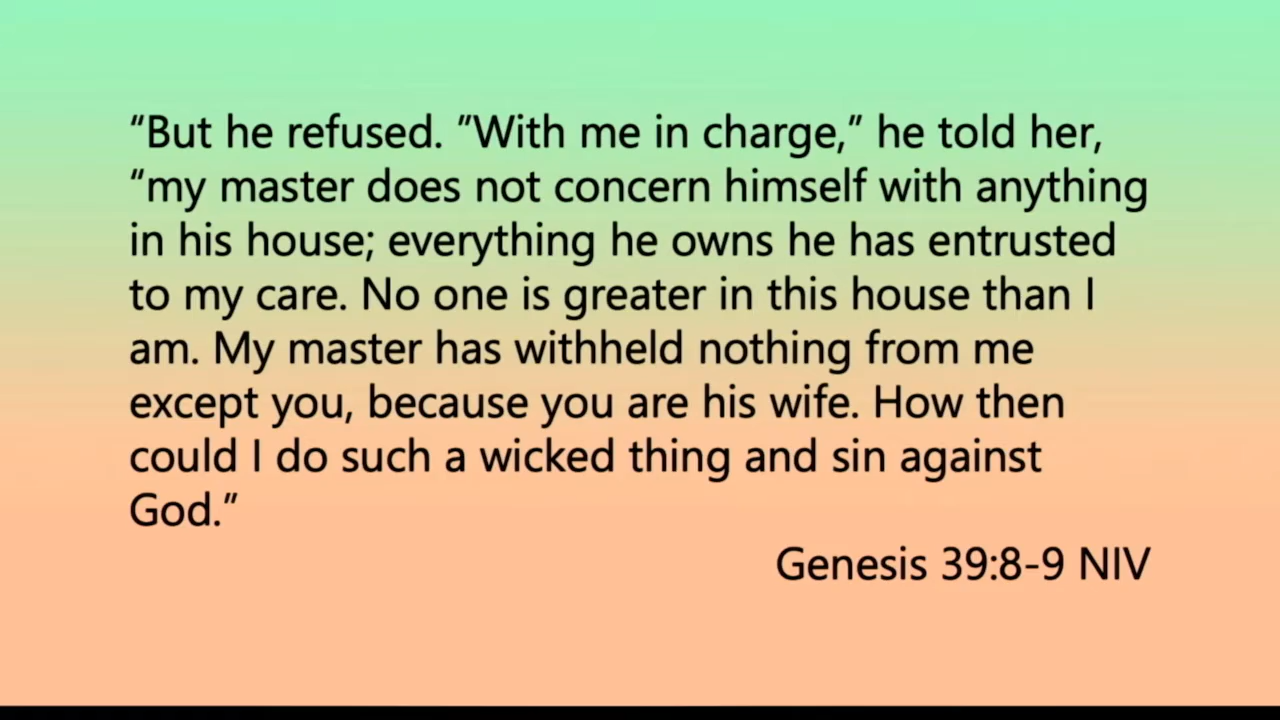 “But he refused. ”With me in charge,” he told her,
“my master does not concern himself with anything
in his house; everything he owns he has entrusted
to my care. No one is greater in this house than I
am. My master has withheld nothing from me
except you, because you are his wife. How then
could I do such a wicked thing and sin against
God.”
Genesis 39:8-9 NIV